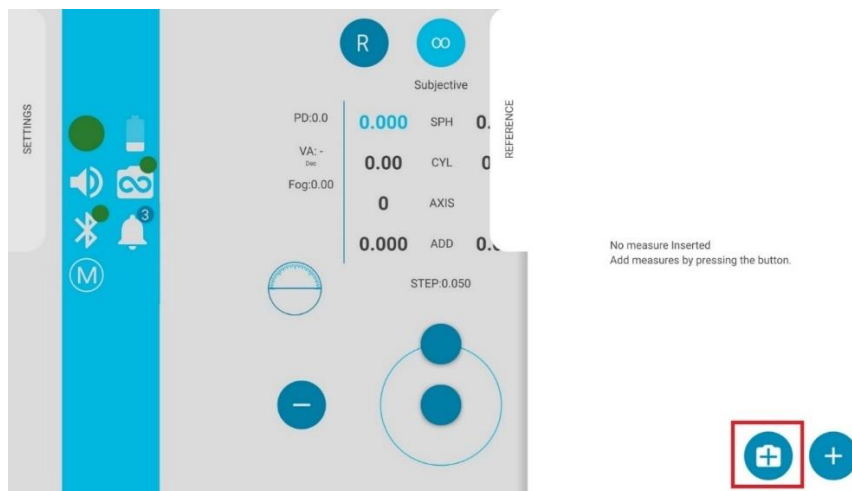 SETTINGS
3
M
R
∞
Subjective
PD:0.0
VA: -
Dec
Fog:0.00
0.000 SPH 0.
0.00 CYL 0
0 AXIS
0.000 ADD
STEP:0.050
REFERENCE
No measure Inserted
Add measures by pressing the button.